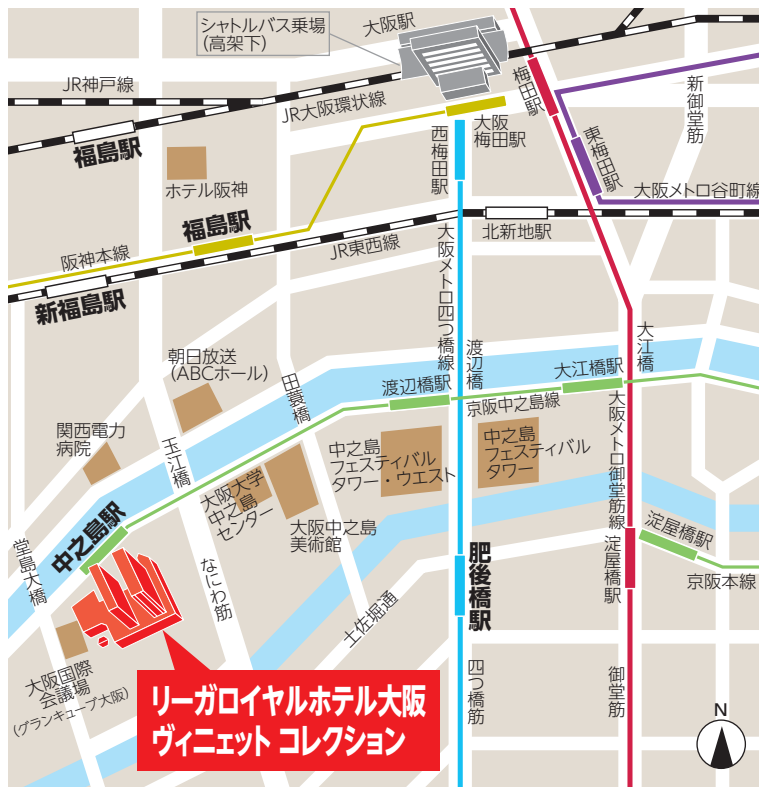 シャトルバス乗場
(高架下)
大阪駅
JR神戸線
JR大阪環状線
福島駅
ホテル阪神
梅田駅
大阪
梅田駅
西梅田駅
東梅田駅
新御堂筋
大阪メトロ谷町線
福島駅
阪神本線
JR東西線
北新地駅
新福島駅
大阪メトロ四つ橋線
渡辺橋
大江橋
朝日放送
(ABCホール)
田蓑橋
渡辺橋駅
大江橋駅
京阪中之島線
関西電力
病院
玉江橋
中之島
フェスティバル
タワー・ウエスト
中之島
フェスティバル
タワー
大阪メトロ御堂筋線
大阪大学
中之島
センター
大阪中之島
美術館
中之島駅
堂島大橋
なにわ筋
土佐堀通
肥後橋駅
淀屋橋駅
淀屋橋駅
京阪本線
大阪国際
会議場
(グランキューブ大阪)
四つ橋筋
御堂筋
リーガロイヤルホテル大阪
ヴィニェット コレクション
N